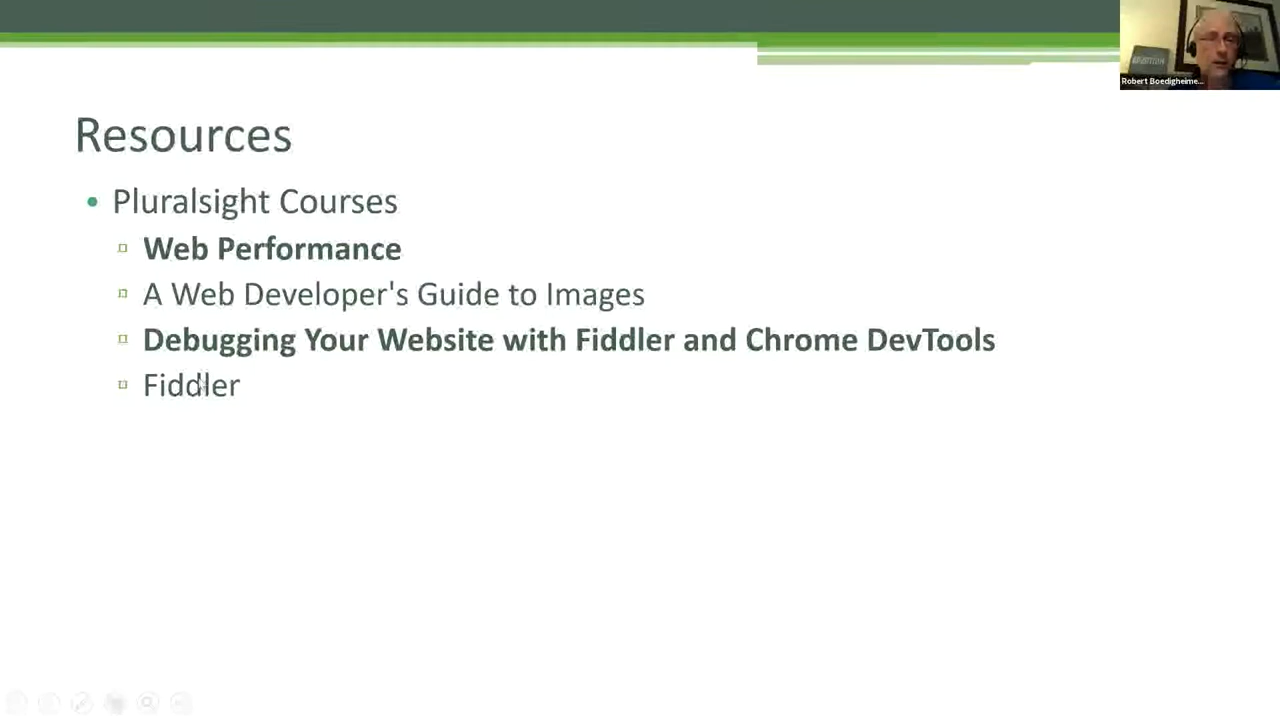 Robert Boedigheime...
Resources
• Pluralsight Courses
▫ Web Performance
▫ A Web Developer's Guide to Images
▫ Debugging Your Website with Fiddler and Chrome DevTools
▫ Fiddler